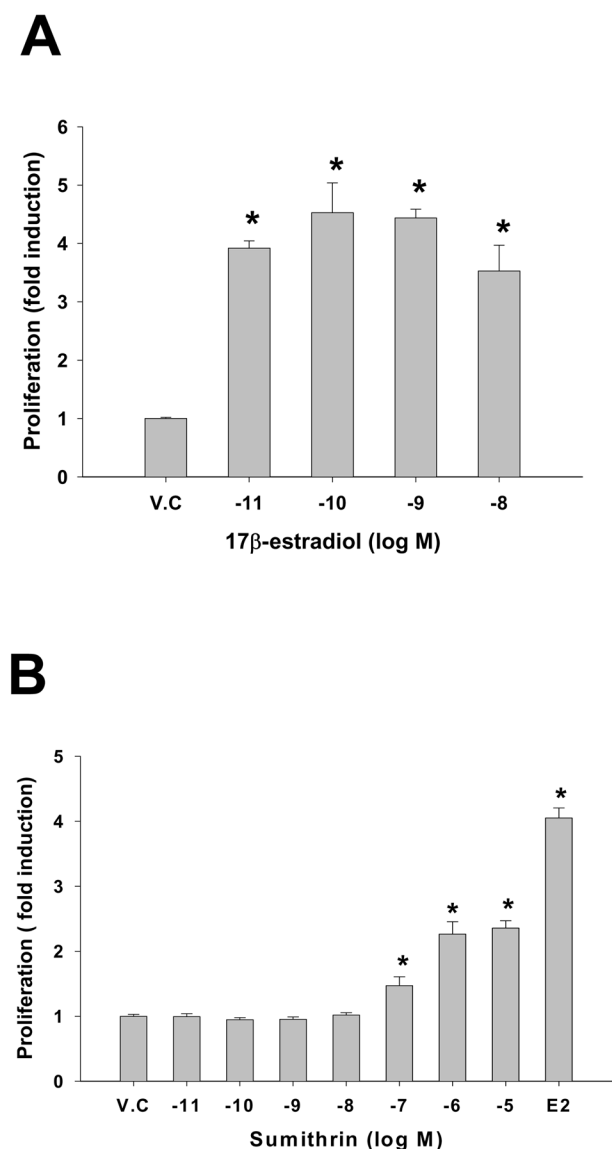 A
6
5
4
3
2
1
0
Proliferation (fold induction)
*
*
*
*
V.C -11 -10 -9 -8
17β-estradiol (log M)
B
5
4
3
2
1
0
Proliferation ( fold induction)
*
*
*
*
V.C -11 -10 -9 -8 -7 -6 -5 E2
Sumithrin (log M)